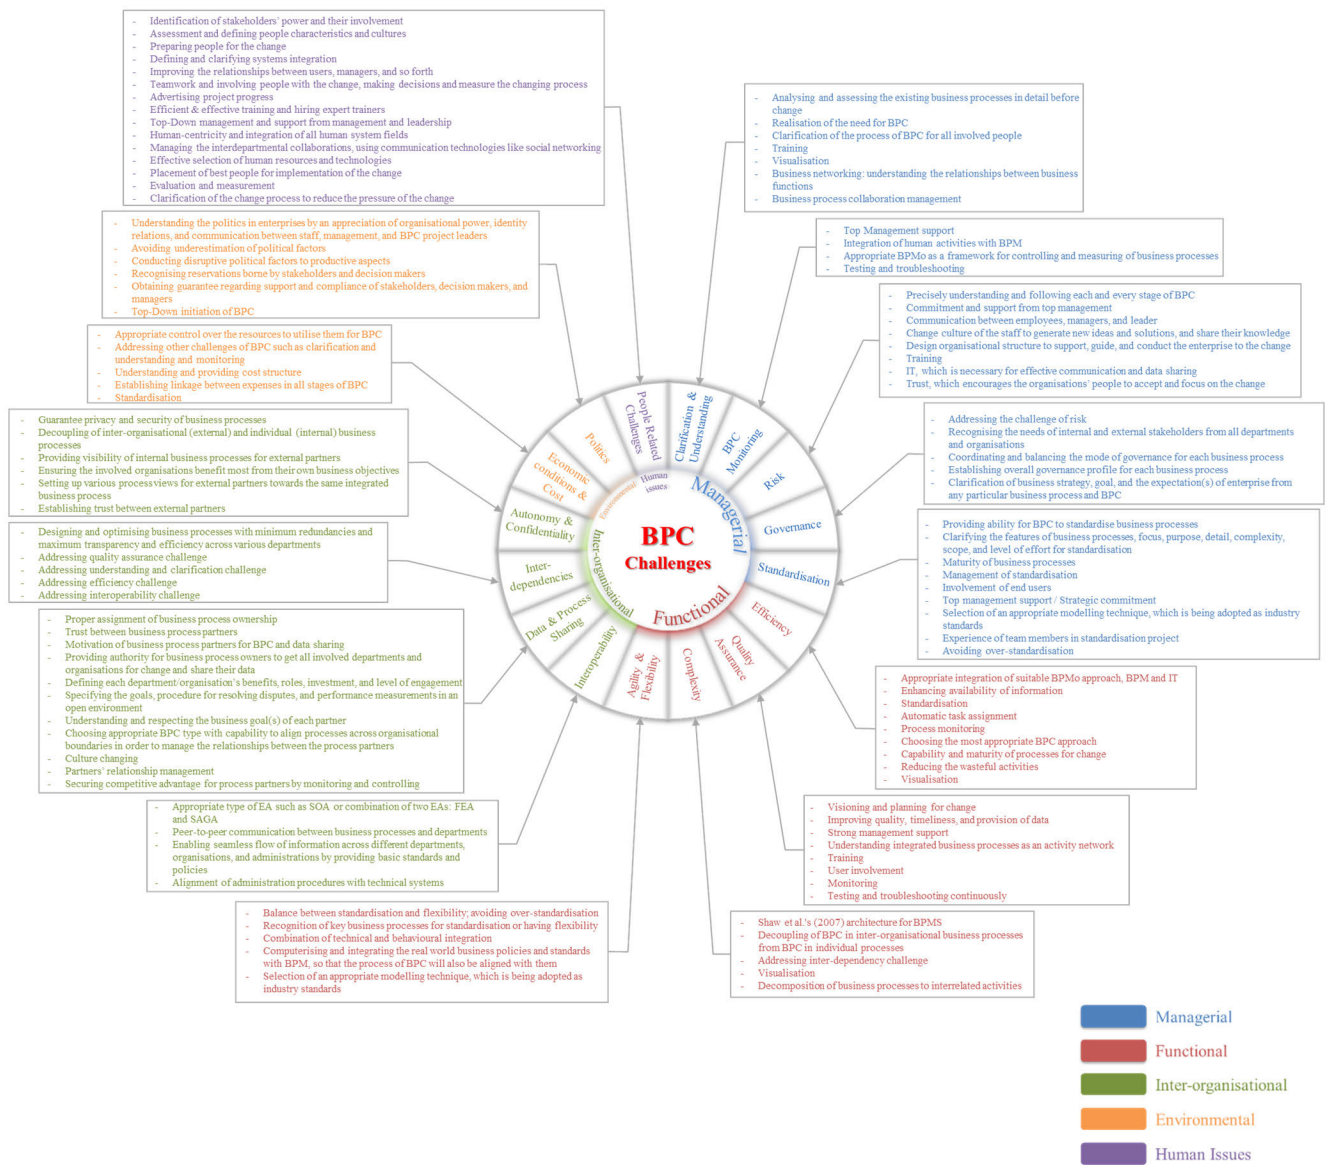 - Identification of stakeholders' power and their involvement
- Assessment and defining people characteristics and cultures
- Preparing people for the change
- Defining and clarifying systems integration
- Improving the relationships between users, managers, and so forth
- Teamwork and involving people with the change, making decisions and measure the changing process
- Advertising project progress
- Efficient & effective training and hiring expert trainers
- Top-Down management and support from management and leadership
- Human-centricity and integration of all human system fields
- Managing the interdepartmental collaborations, using communication technologies like social networking
- Effective selection of human resources and technologies
- Placement of best people for implementation of the change
- Evaluation and measurement
- Clarification of the change process to reduce the pressure of the change
- Understanding the politics in enterprises by an appreciation of organisational power, identity
relations, and communication between staff, management, and BPC project leaders
- Avoiding underestimation of political factors
- Conducting disruptive political factors to productive aspects
- Recognising reservations borne by stakeholders and decision makers
- Obtaining guarantee regarding support and compliance of stakeholders, decision makers, and
managers
- Top-Down initiation of BPC
- Appropriate control over the resources to utilise them for BPC
- Addressing other challenges of BPC such as clarification and
understanding and monitoring
- Understanding and providing cost structure
- Establishing linkage between expenses in all stages of BPC
- Standardisation
- Guarantee privacy and security of business processes
- Decoupling of inter-organisational (external) and individual (internal) business
processes
- Providing visibility of internal business processes for external partners
- Ensuring the involved organisations benefit most from their own business objectives
- Setting up various process views for external partners towards the same integrated
business process
- Establishing trust between external partners
- Designing and optimising business processes with minimum redundancies and
maximum transparency and efficiency across various departments
- Addressing quality assurance challenge
- Addressing understanding and clarification challenge
- Addressing efficiency challenge
- Addressing interoperability challenge
- Proper assignment of business process ownership
- Trust between business process partners
- Motivation of business process partners for BPC and data sharing
- Providing authority for business process owners to get all involved departments and
organisations for change and share their data
- Defining each department/organisation's benefits, roles, investment, and level of engagement
- Specifying the goals, procedure for resolving disputes, and performance measurements in an
open environment
- Understanding and respecting the business goal(s) of each partner
- Choosing appropriate BPC type with capability to align processes across organisational
boundaries in order to manage the relationships between the process partners
- Culture changing
- Partners' relationship management
- Securing competitive advantage for process partners by monitoring and controlling
- Appropriate type of EA such as SOA or combination of two EAs: FEA
and SAGA
- Peer-to-peer communication between business processes and departments
- Enabling seamless flow of information across different departments,
organisations, and administrations by providing basic standards and
policies
- Alignment of administration procedures with technical systems
- Balance between standardisation and flexibility; avoiding over-standardisation
- Recognition of key business processes for standardisation or having flexibility
- Combination of technical and behavioural integration
- Computerising and integrating the real world business policies and standards
with BPM, so that the process of BPC will also be aligned with them
- Selection of an appropriate modelling technique, which is being adopted as
industry standards
- Analysing and assessing the existing business processes in detail before
change
- Realisation of the need for BPC
- Clarification of the process of BPC for all involved people
- Training
- Visualisation
- Business networking: understanding the relationships between business
functions
- Business process collaboration management
- Top Management support
- Integration of human activities with BPM
- Appropriate BPMo as a framework for controlling and measuring of business processes
- Testing and troubleshooting
- Precisely understanding and following each and every stage of BPC
- Commitment and support from top management
- Communication between employees, managers, and leader
- Change culture of the staff to generate new ideas and solutions, and share their knowledge
- Design organisational structure to support, guide, and conduct the enterprise to the change
- Training
- IT, which is necessary for effective communication and data sharing
- Trust, which encourages the organisations' people to accept and focus on the change
- Addressing the challenge of risk
- Recognising the needs of internal and external stakeholders from all departments
and organisations
- Coordinating and balancing the mode of governance for each business process
- Establishing overall governance profile for each business process
- Clarification of business strategy, goal, and the expectation(s) of enterprise from
any particular business process and BPC
- Providing ability for BPC to standardise business processes
- Clarifying the features of business processes, focus, purpose, detail, complexity,
scope, and level of effort for standardisation
- Maturity of business processes
- Management of standardisation
- Involvement of end users
- Top management support / Strategic commitment
- Selection of an appropriate modelling technique, which is being adopted as industry
standards
- Experience of team members in standardisation project
- Avoiding over-standardisation
- Appropriate integration of suitable BPMo approach, BPM and IT
- Enhancing availability of information
- Standardisation
- Automatic task assignment
- Process monitoring
- Choosing the most appropriate BPC approach
- Capability and maturity of processes for change
- Reducing the wasteful activities
- Visualisation
- Visioning and planning for change
- Improving quality, timeliness, and provision of data
- Strong management support
- Understanding integrated business processes as an activity network
- Training
- User involvement
- Monitoring
- Testing and troubleshooting continuously
- Shaw et al.'s (2007) architecture for BPMS
- Decoupling of BPC in inter-organisational business processes
from BPC in individual processes
- Addressing inter-dependency challenge
- Visualisation
- Decomposition of business processes to interrelated activities
People Related
Challenges
Clarification &
Understanding
BPC
Monitoring
Risk
Governance
Standardisation
Efficiency
Quality
Assurance
Complexity
Agility &
Flexibility
Interoperability
Data & Process
Sharing
Inter-
dependencies
Autonomy &
Confidentiality
Economic
conditions &
Cost
Politics
Human
issues
Managerial
Functional
Inter-organisational
Environmental
BPC
Challenges
Managerial
Functional
Inter-organisational
Environmental
Human Issues